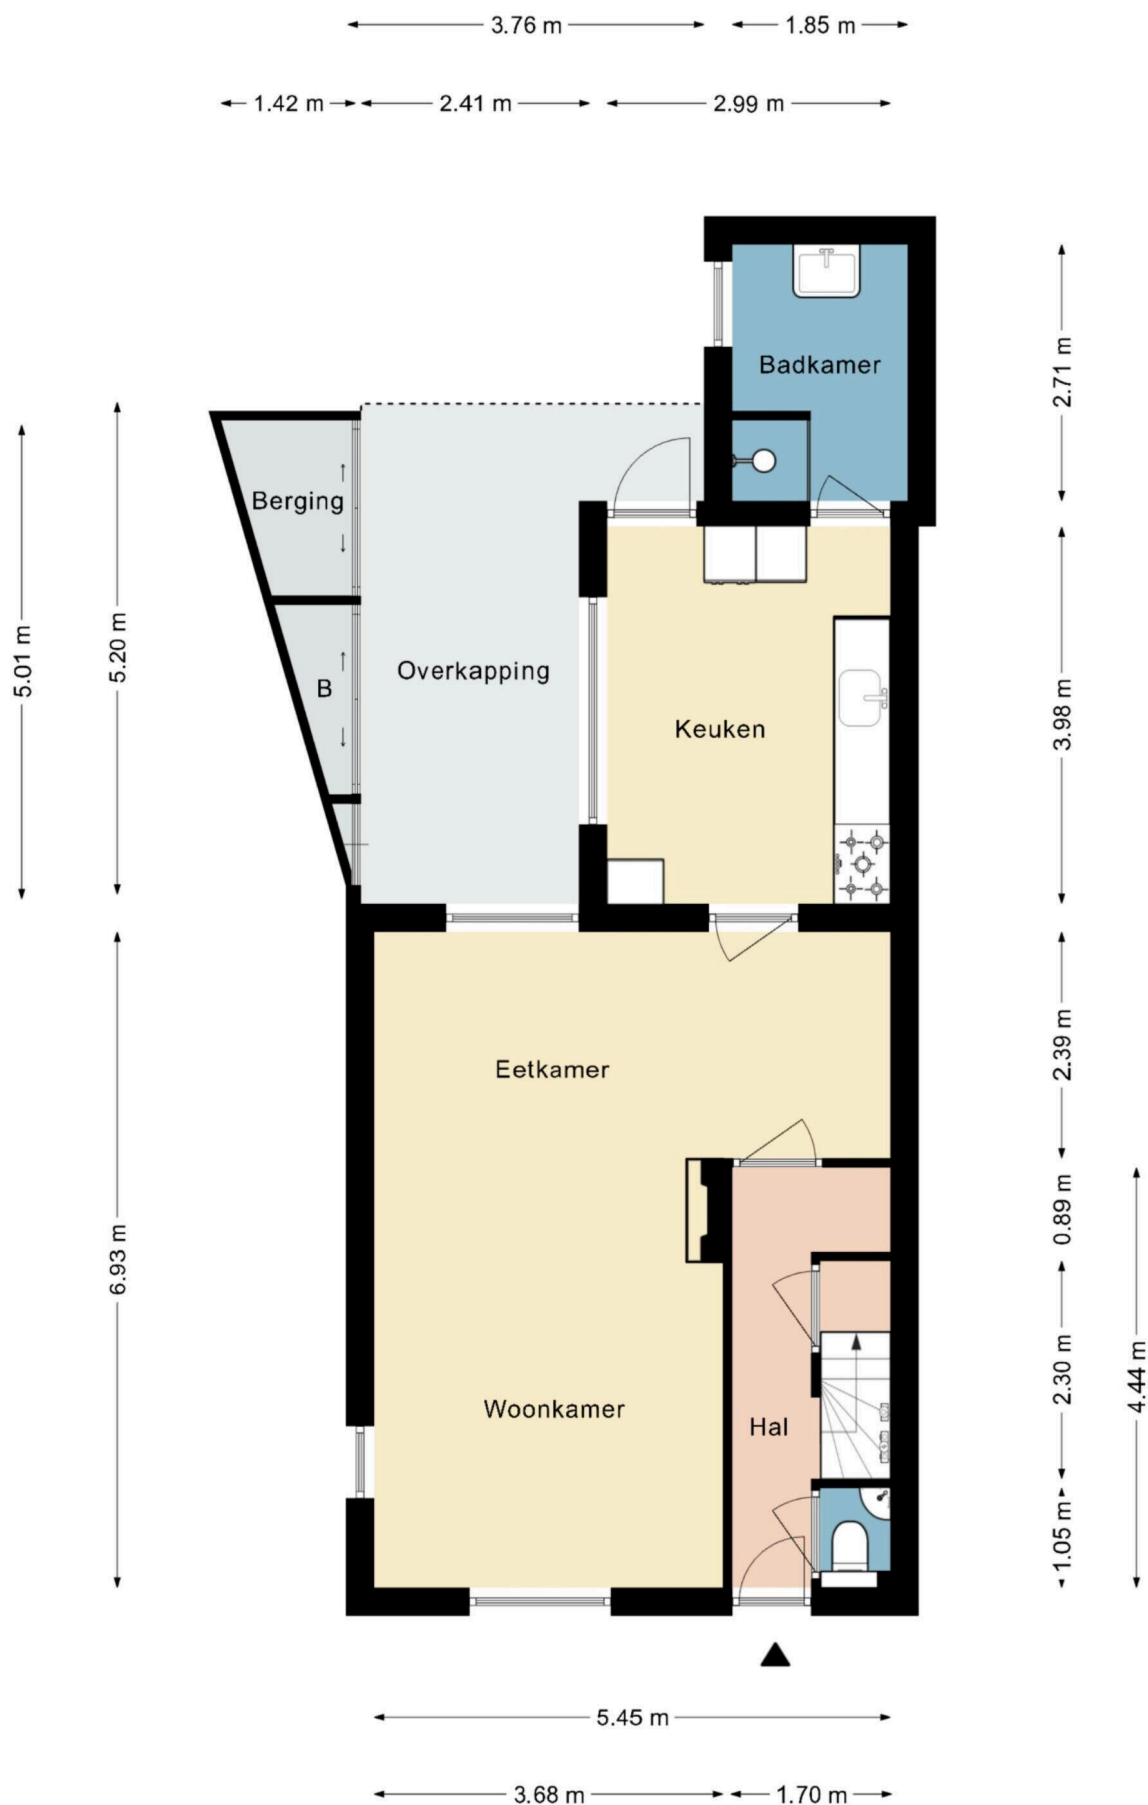 3.76 m
1.85 m
1.42 m
2.41 m
2.99 m
Badkamer
2.71 m
Berging
5.01 m
5.20 m
B
Overkapping
Keuken
3.98 m
Eetkamer
2.39 m
0.89 m
6.93 m
2.30 m
4.44 m
Woonkamer
Hal
1.05 m
5.45 m
3.68 m
1.70 m